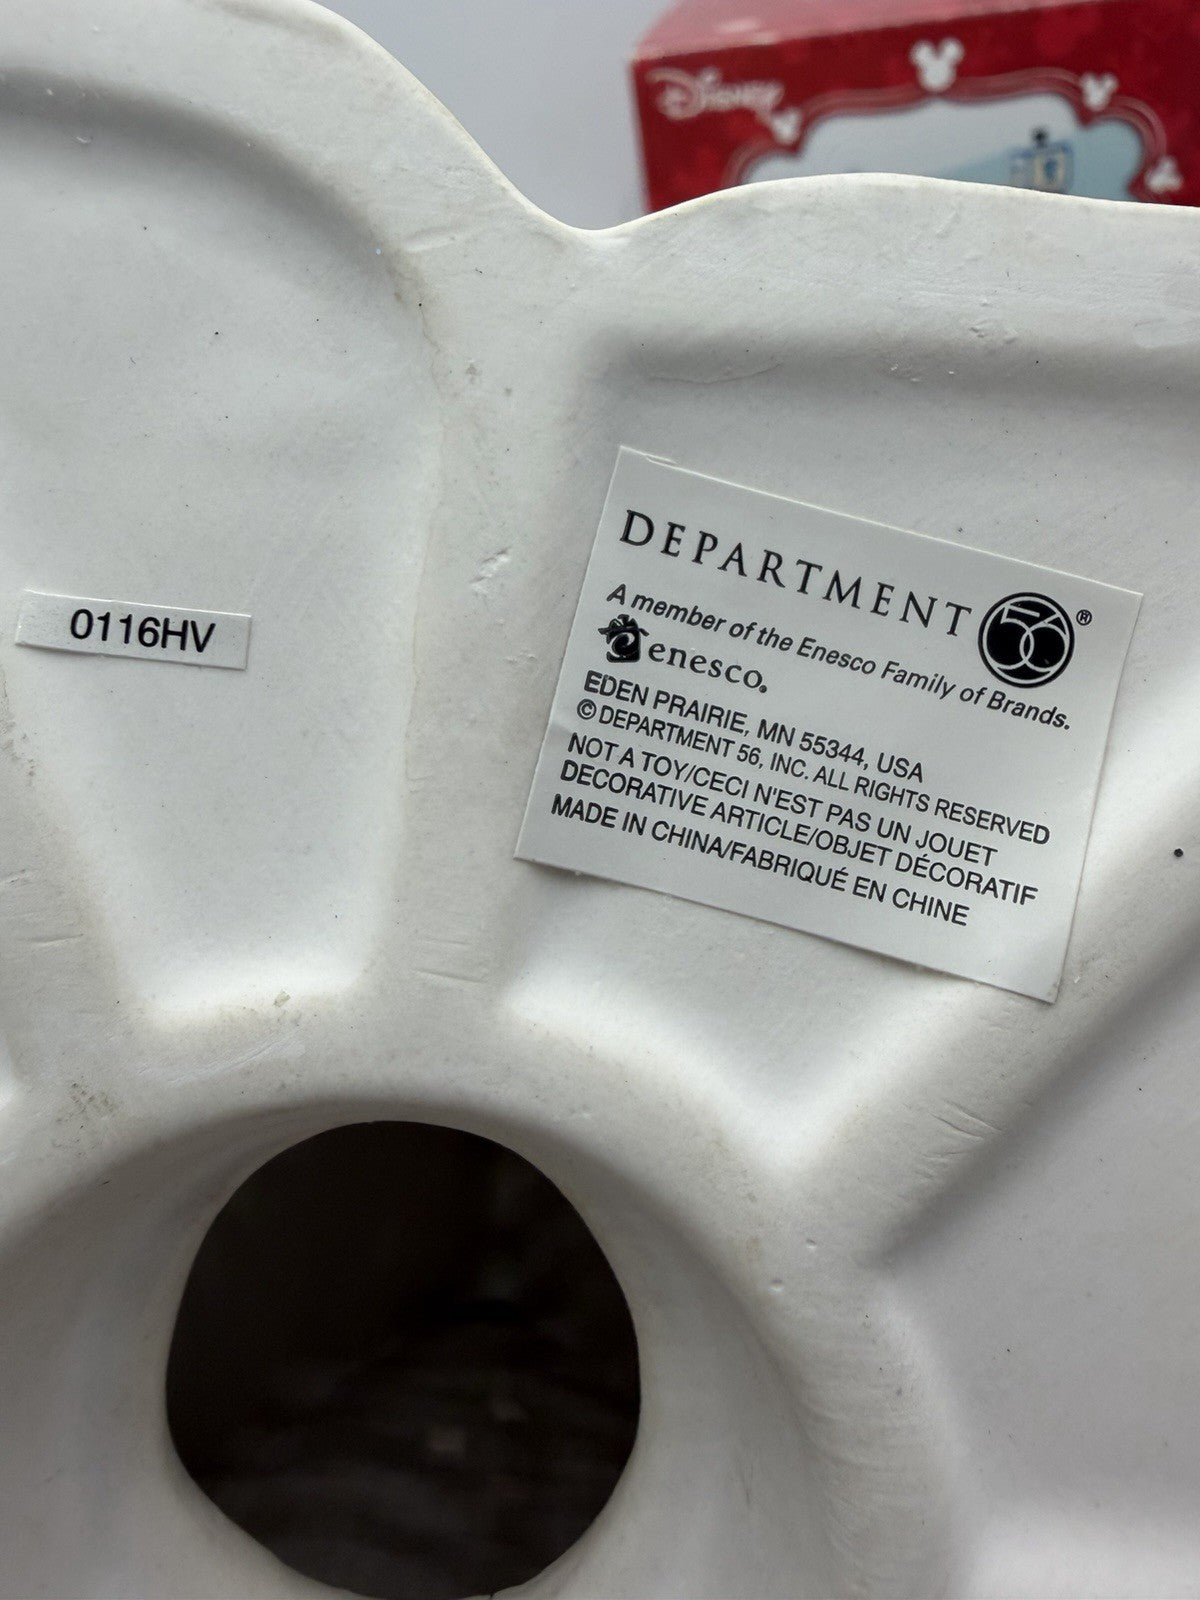 Disney
0116HV
DEPARTMENT 56®
A member of the Enesco Family of Brands.
enesco.
EDEN PRAIRIE, MN 55344, USA
© DEPARTMENT 56, INC. ALL RIGHTS RESERVED
NOT A TOY/CECI N'EST PAS UN JOUET
DECORATIVE ARTICLE/OBJET DÉCORATIF
MADE IN CHINA/FABRIQUÉ EN CHINE